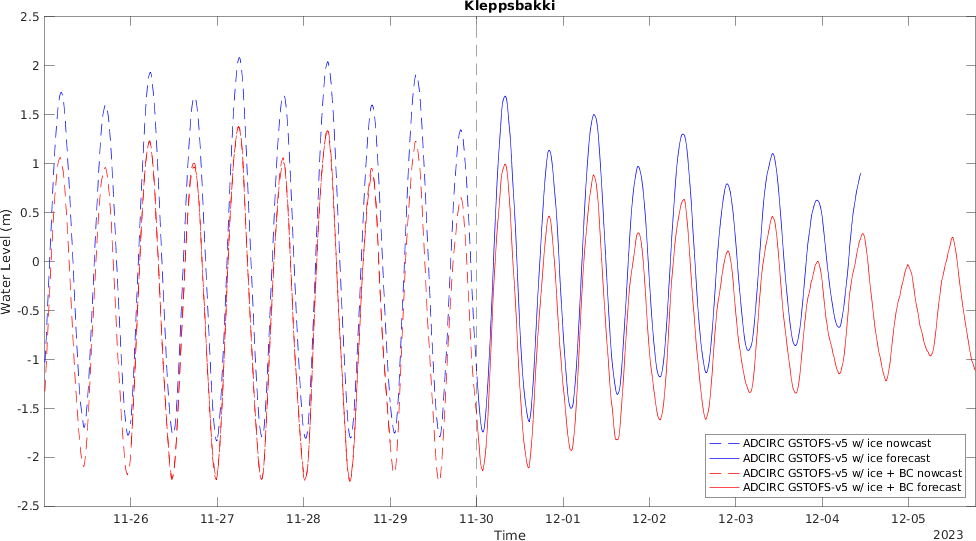 Kleppsbakki
2.5
2
1.5
1
0.5
0
-0.5
-1
-1.5
-2
-2.5
Water Level (m)
11-26 11-27 11-28 11-29 11-30 12-01 12-02 12-03 12-04 12-05
Time
2023
ADCIRC GSTOFS-v5 w/ ice nowcast
ADCIRC GSTOFS-v5 w/ ice forecast
ADCIRC GSTOFS-v5 w/ ice + BC nowcast
ADCIRC GSTOFS-v5 w/ ice + BC forecast